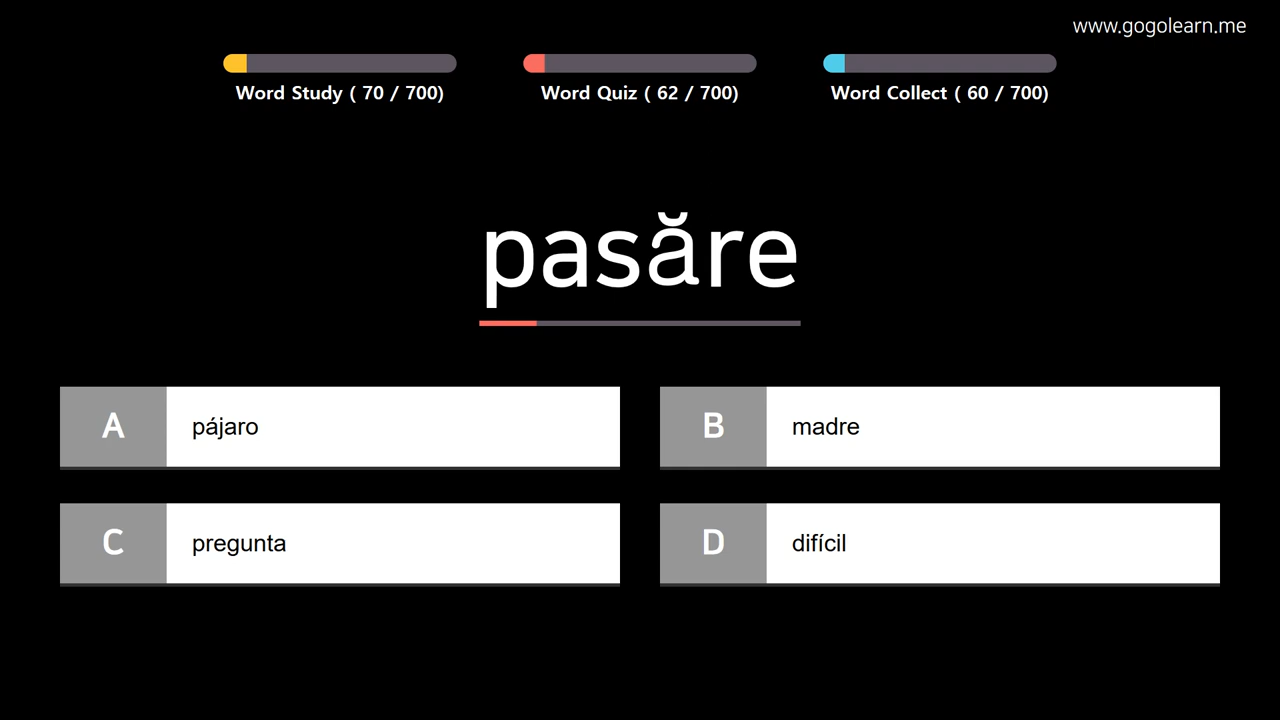 www.gogolearn.me
Word Study ( 70 / 700)
Word Quiz ( 62 / 700)
Word Collect ( 60 / 700)
pasăre
A pájaro
B madre
C pregunta
D difícil